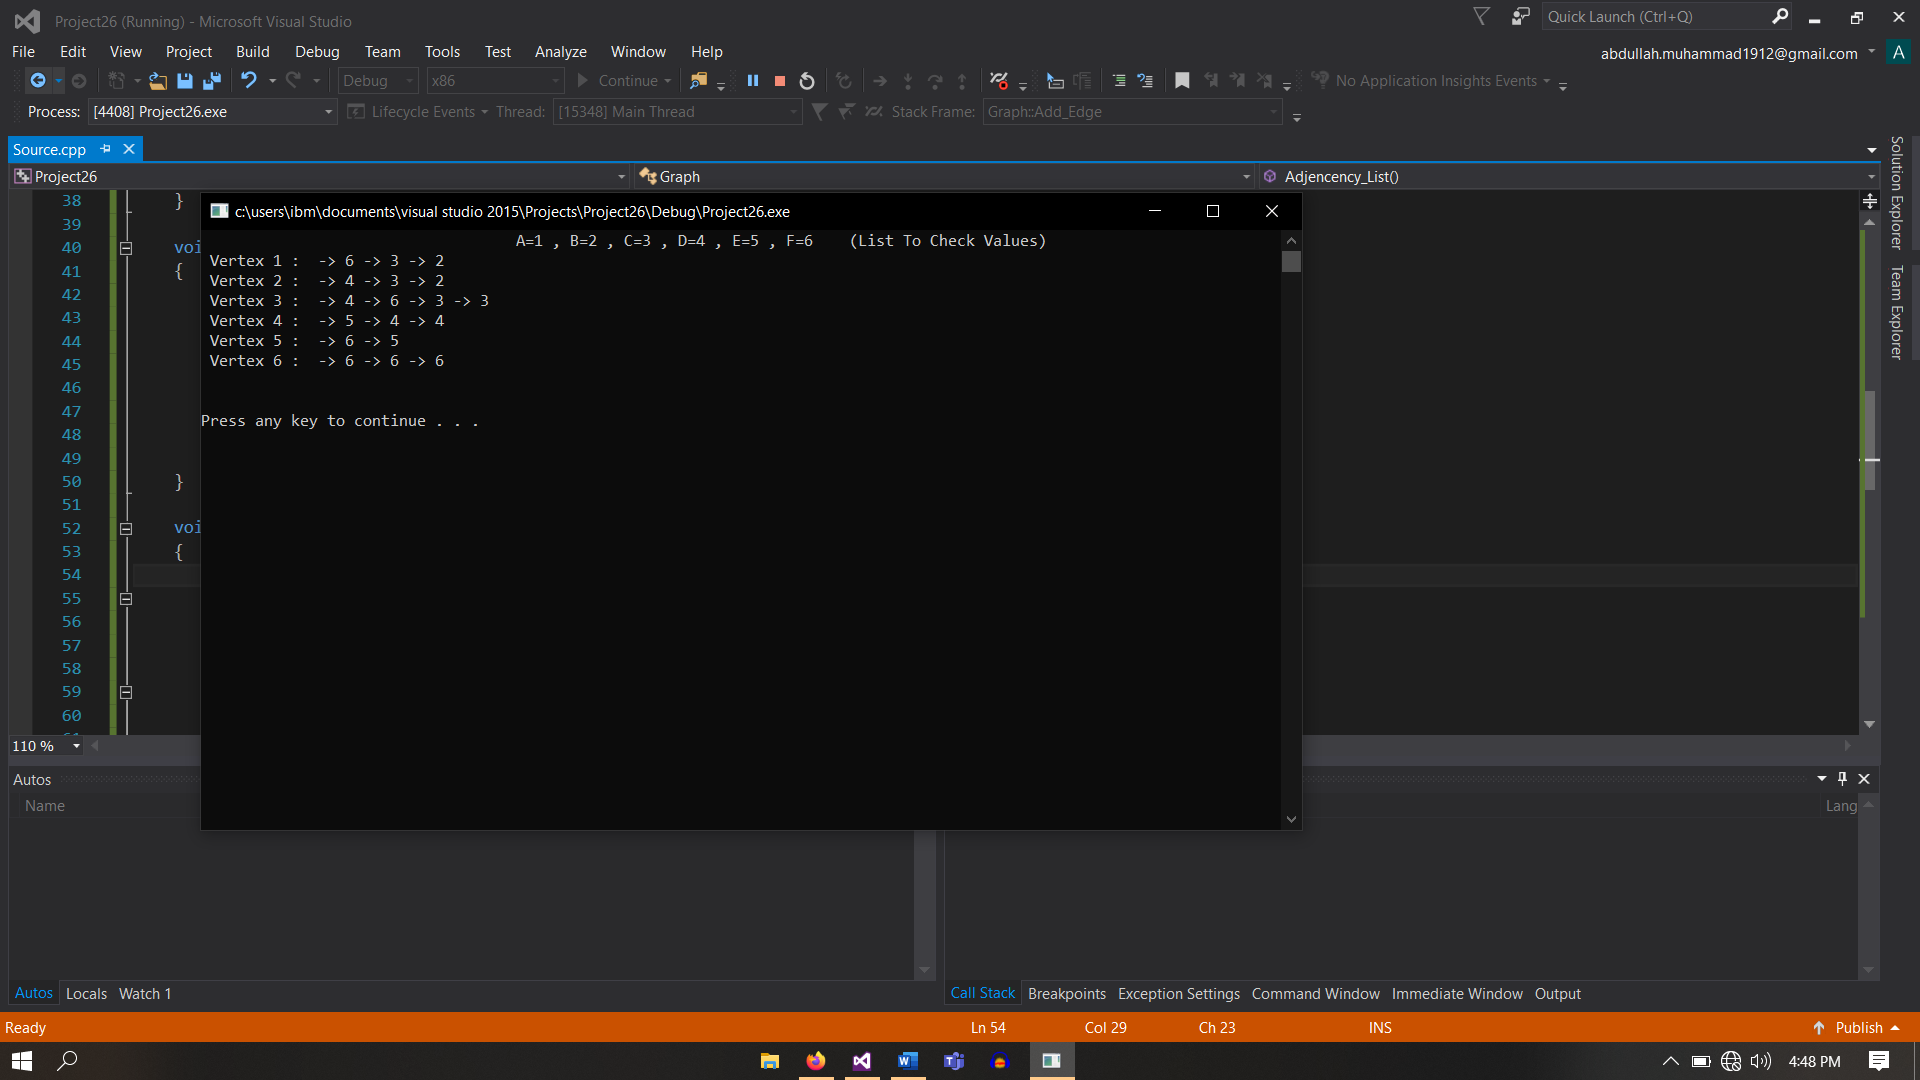 Project26 (Running) - Microsoft Visual Studio
Quick Launch (Ctrl+Q)
File Edit View Project Build Debug Team Tools Test Analyze Window Help
abdullah.muhammad1912@gmail.com A
Debug x86 Continue No Application Insights Events
Process: [4408] Project26.exe Lifecycle Events Thread: [15348] Main Thread Stack Frame: Graph::Add_Edge
Source.cpp
Project26 Graph Adjencency_List()
Solution Explorer
Team Explorer
38 }
39
40 voi
41 {
42
43
44
45
46
47
48
49
50 }
51
52 voi
53 {
54
55
56
57
58
59
60
c:\users\ibm\documents\visual studio 2015\Projects\Project26\Debug\Project26.exe
A=1 , B=2 , C=3 , D=4 , E=5 , F=6 (List To Check Values)
Vertex 1 : -> 6 -> 3 -> 2
Vertex 2 : -> 4 -> 3 -> 2
Vertex 3 : -> 4 -> 6 -> 3 -> 3
Vertex 4 : -> 5 -> 4 -> 4
Vertex 5 : -> 6 -> 5
Vertex 6 : -> 6 -> 6 -> 6
Press any key to continue . . .
110 %
Autos
Name
Lang
Autos Locals Watch 1
Call Stack Breakpoints Exception Settings Command Window Immediate Window Output
Ready Ln 54 Col 29 Ch 23 INS Publish
4:48 PM